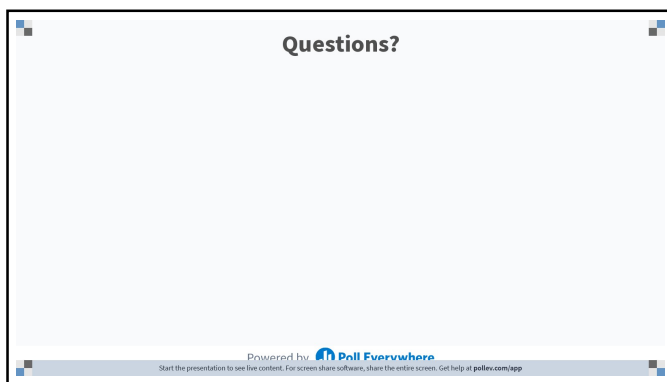 Questions?
Powered by Poll Everywhere
Start the presentation to see live content. For screen share software, share the entire screen. Get help at pollev.com/app